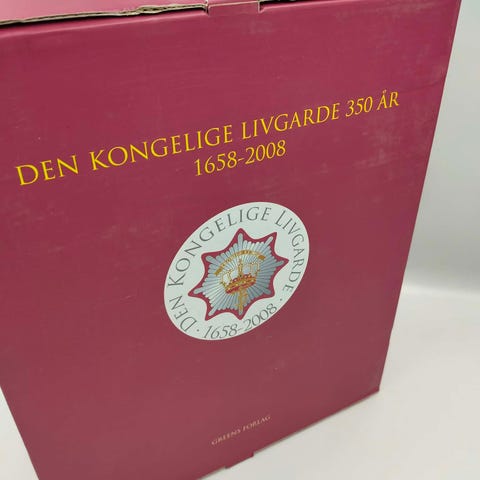 DEN KONGELIGE LIVGARDE 350 ÅR
1658-2008
DEN KONGELIGE LIVGARDE
· 1658-2008 ·
GREENS FORLAG